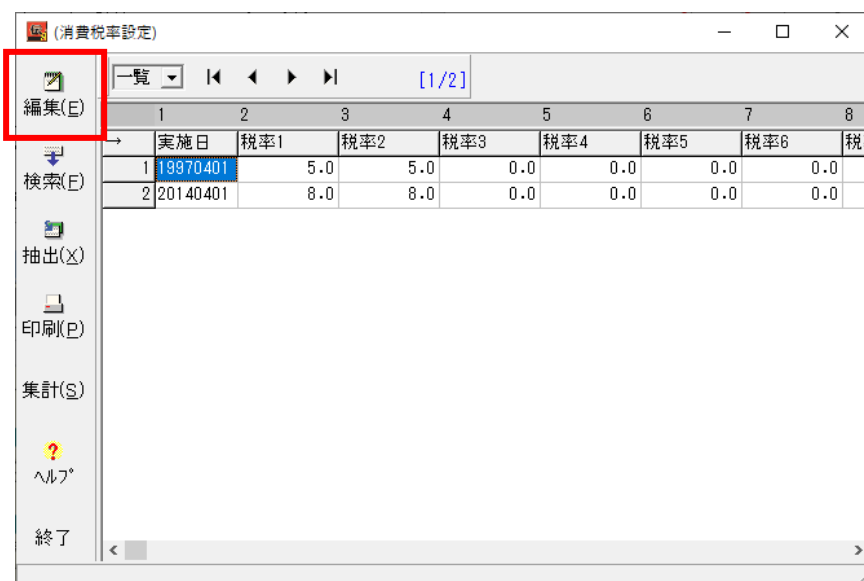 (消費税率設定)
編集(E)
検索(F)
抽出(X)
印刷(P)
集計(S)
ﾍﾙﾌﾟ
終了
一覧 [1/2]
1 2 3 4 5 6 7 8
→ 実施日 税率1 税率2 税率3 税率4 税率5 税率6 税
1 19970401 5.0 5.0 0.0 0.0 0.0 0.0
2 20140401 8.0 8.0 0.0 0.0 0.0 0.0